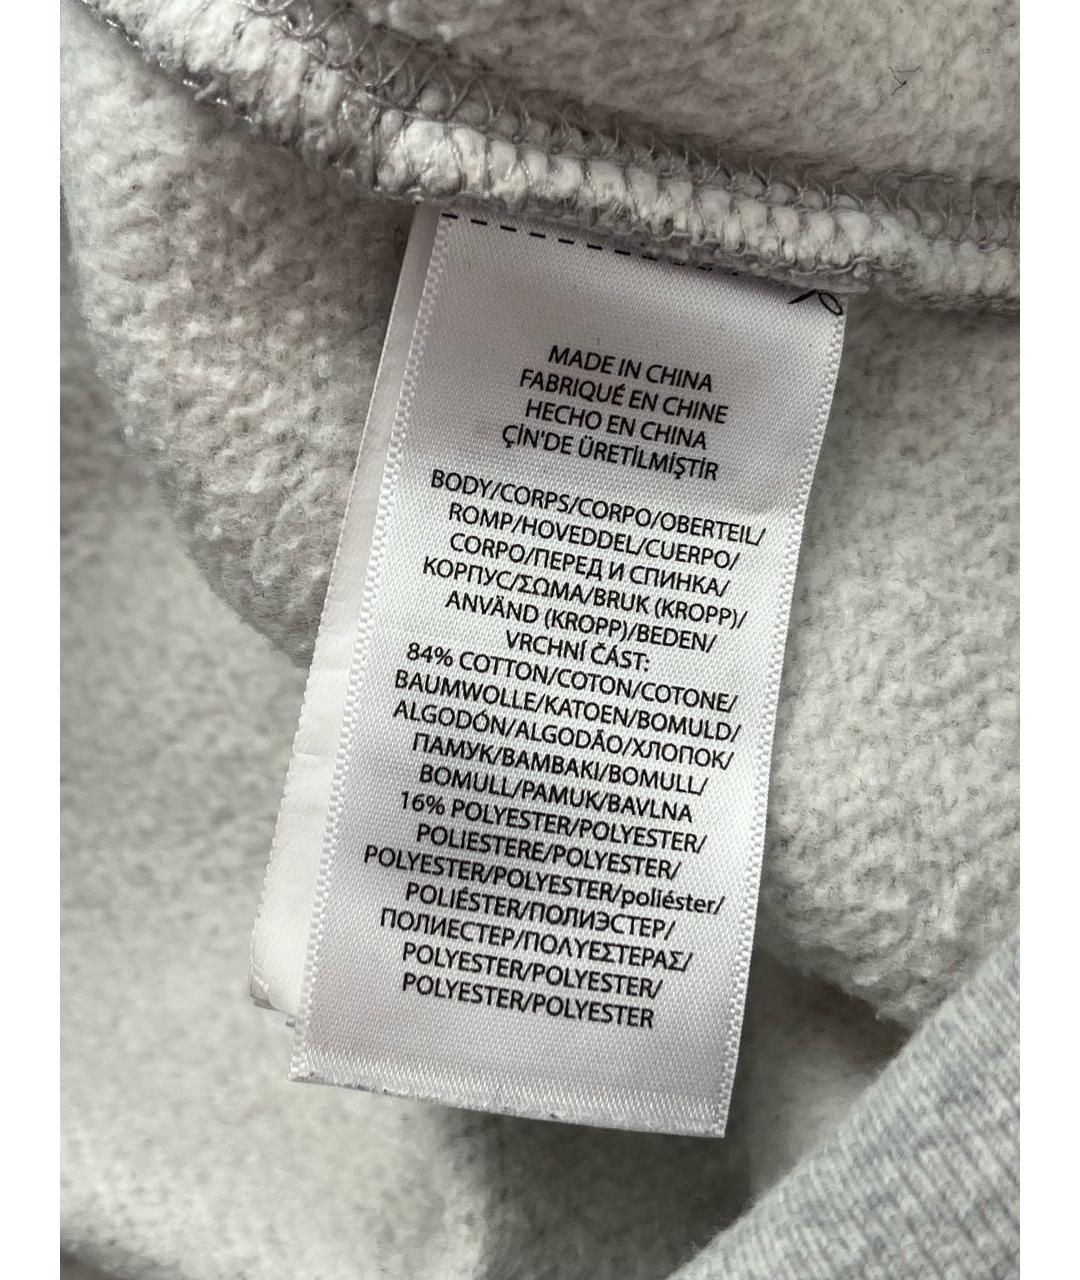 MADE IN CHINA
FABRIQUÉ EN CHINE
HECHO EN CHINA
ÇİN'DE ÜRETİLMİŞTİR
BODY/CORPS/CORPO/OBERTEIL/
ROMP/HOVEDDEL/CUERPO/
CORPO/ПЕРЕД И СПИНКА/
КОРПУС/ΣΩΜΑ/BRUK (KROPP)/
ANVÄND (KROPP)/BEDEN/
VRCHNÍ ČÁST:
84% COTTON/COTON/COTONE/
BAUMWOLLE/KATOEN/BOMULD/
ALGODÓN/ALGODÃO/ХЛОПОК/
ПАМУК/BAMBAKI/BOMULL/
BOMULL/PAMUK/BAVLNA
16% POLYESTER/POLYESTER/
POLIESTERE/POLYESTER/
POLYESTER/POLYESTER/poliéster/
POLIÉSTER/ПОЛИЭСТЕР/
ПОЛИЕСТЕР/ΠΟΛΥΕΣΤΕΡΑΣ/
POLYESTER/POLYESTER/
POLYESTER/POLYESTER